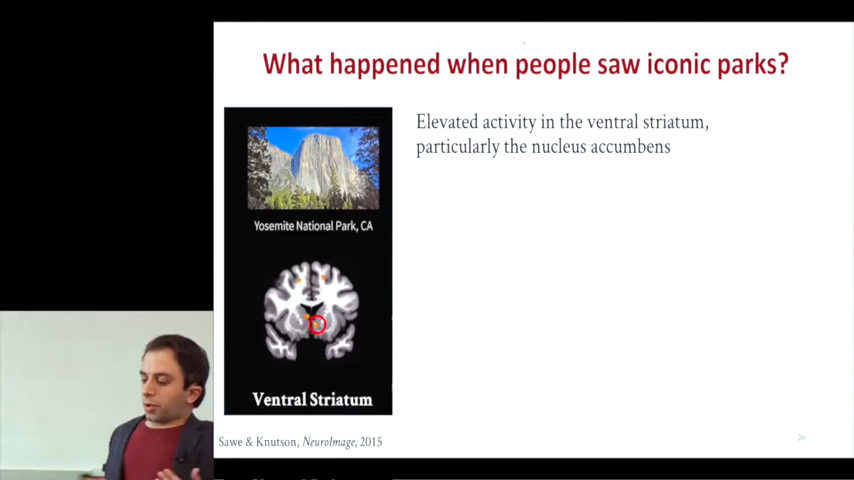 What happened when people saw iconic parks?
Elevated activity in the ventral striatum,
particularly the nucleus accumbens
Yosemite National Park, CA
Ventral Striatum
Sawe & Knutson, NeuroImage, 2015
26